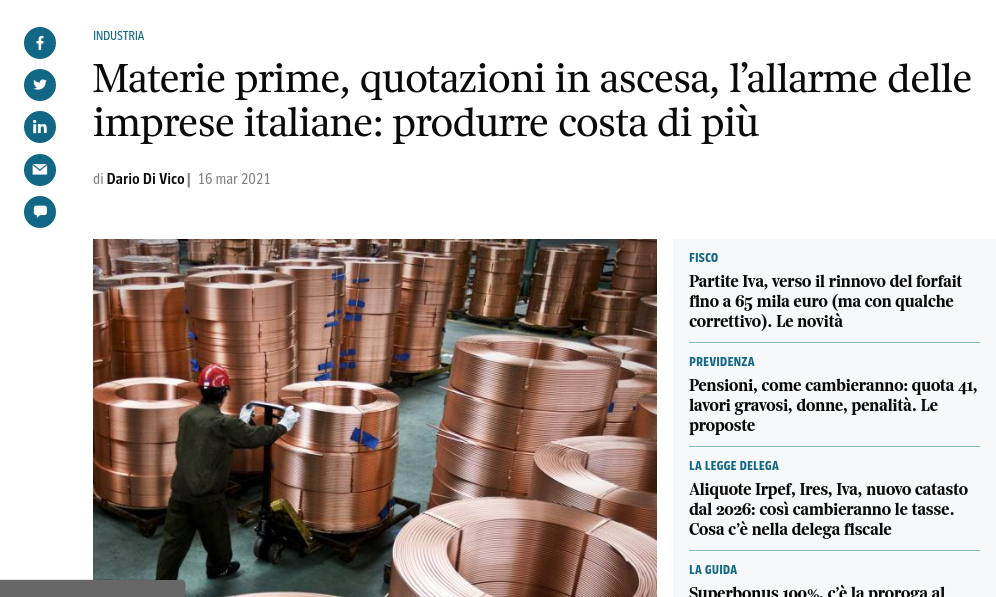 INDUSTRIA
Materie prime, quotazioni in ascesa, l’allarme delle
imprese italiane: produrre costa di più
di Dario Di Vico | 16 mar 2021
FISCO
Partite Iva, verso il rinnovo del forfait
fino a 65 mila euro (ma con qualche
correttivo). Le novità
PREVIDENZA
Pensioni, come cambieranno: quota 41,
lavori gravosi, donne, penalità. Le
proposte
LA LEGGE DELEGA
Aliquote Irpef, Ires, Iva, nuovo catasto
dal 2026: così cambieranno le tasse.
Cosa c’è nella delega fiscale
LA GUIDA
Superbonus 100%, c’è la proroga al